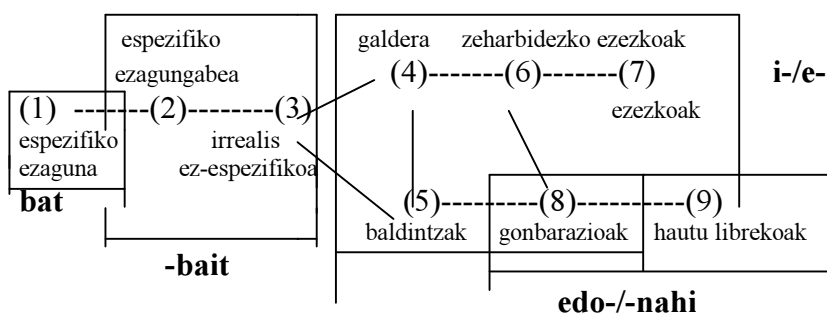 espezifiko galdera zeharbidezko ezezkoak
ezagungabea (4)-------(6)-------(7) i-/e-
(1) -------(2)--------(3) ezezkoak
espezifiko irrealis
ezaguna ez-espezifikoa
bat (5)-------(8)--------(9)
baldintzak gonbarazioak hautu librekoak
-bait
edo-/-nahi